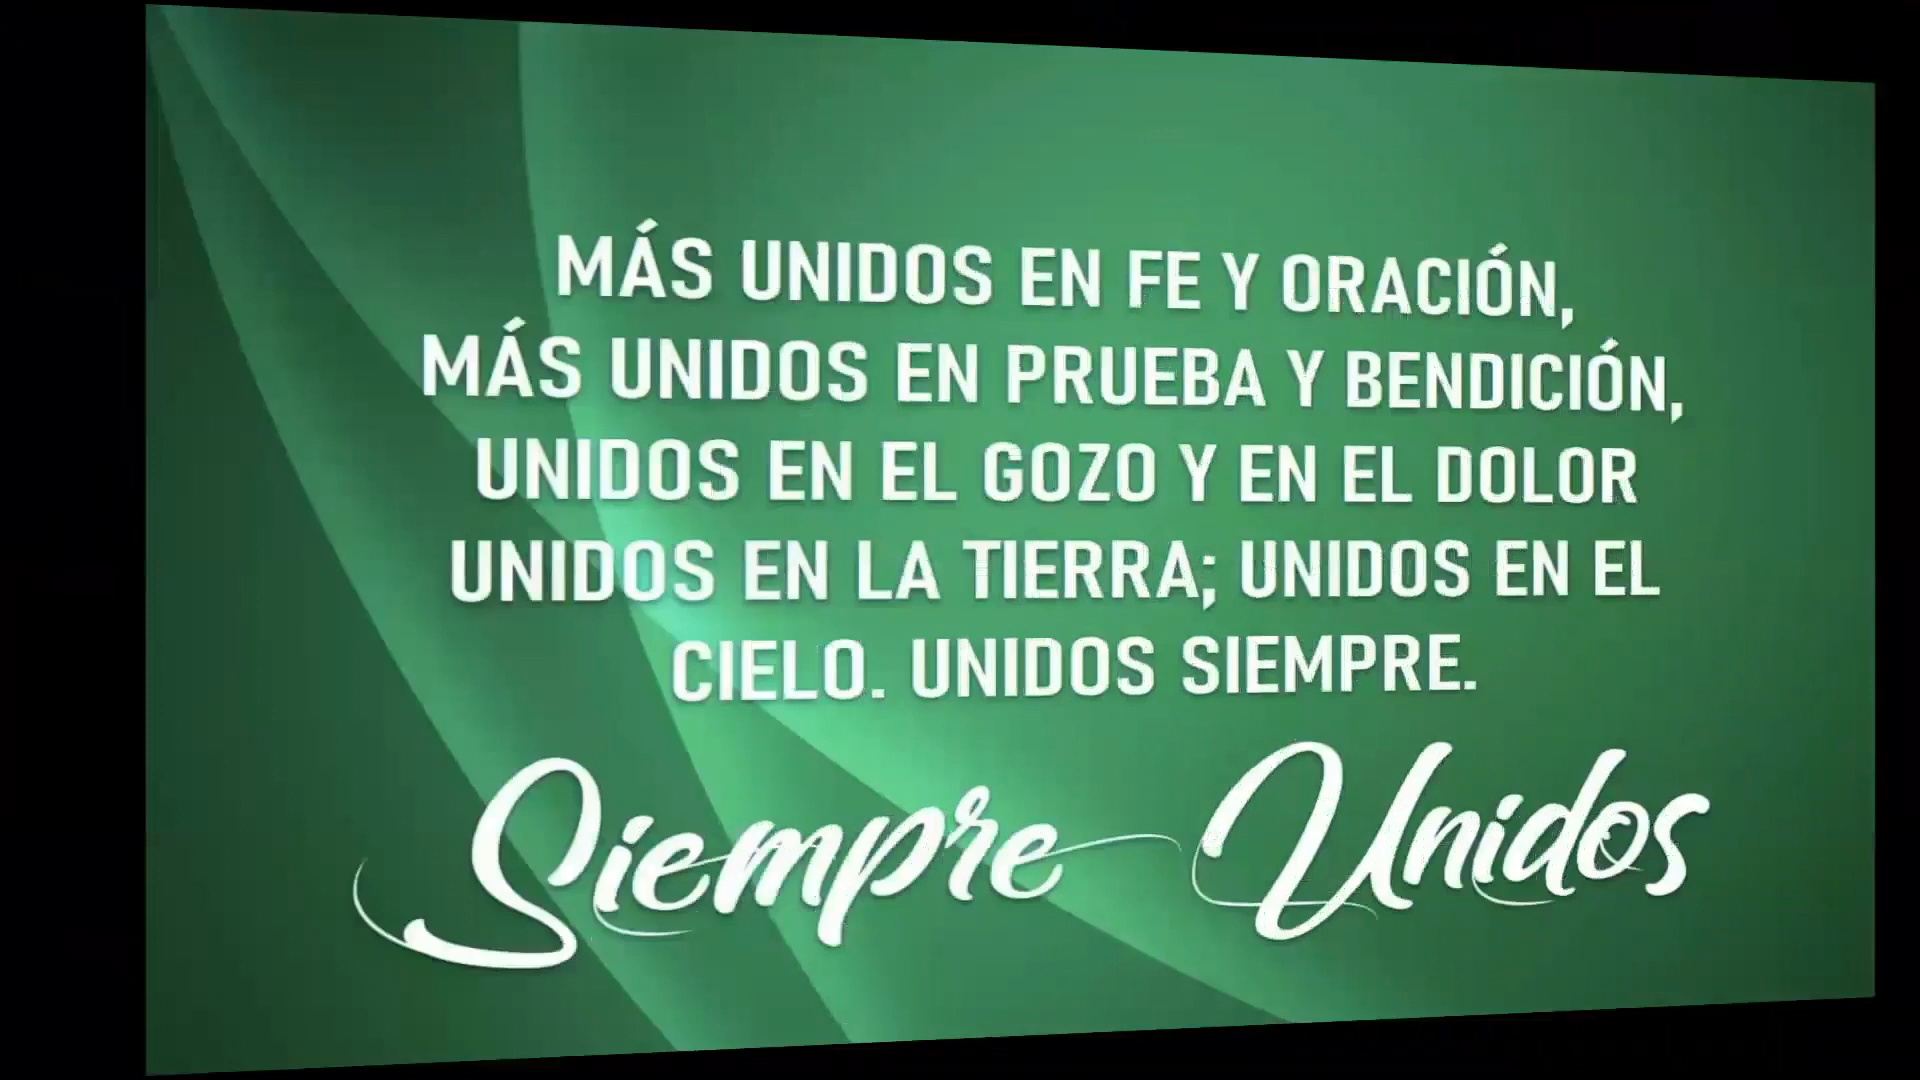 MÁS UNIDOS EN FE Y ORACIÓN,
MÁS UNIDOS EN PRUEBA Y BENDICIÓN,
UNIDOS EN EL GOZO Y EN EL DOLOR
UNIDOS EN LA TIERRA; UNIDOS EN EL
CIELO. UNIDOS SIEMPRE.
Siempre Unidos